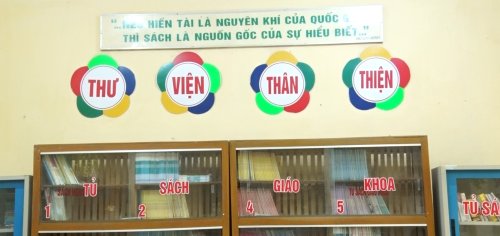 "...NẾU HIỀN TÀI LÀ NGUYÊN KHÍ CỦA QUỐC
THÌ SÁCH LÀ NGUỒN GỐC CỦA SỰ HIỂU BIẾT..."
THƯ VIỆN THÂN THIỆN
TỦ SÁCH GIÁO KHOA
1 2 4 5
TỦ SÁ